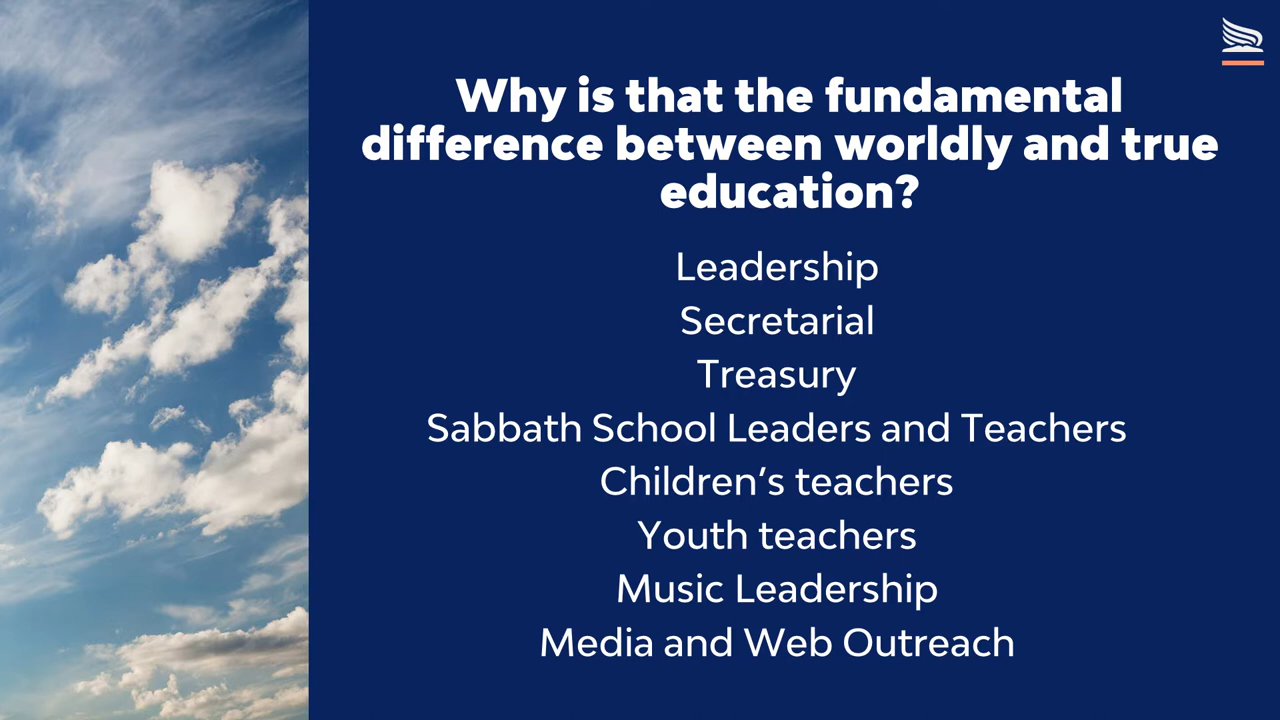 Why is that the fundamental
difference between worldly and true
education?
Leadership
Secretarial
Treasury
Sabbath School Leaders and Teachers
Children’s teachers
Youth teachers
Music Leadership
Media and Web Outreach